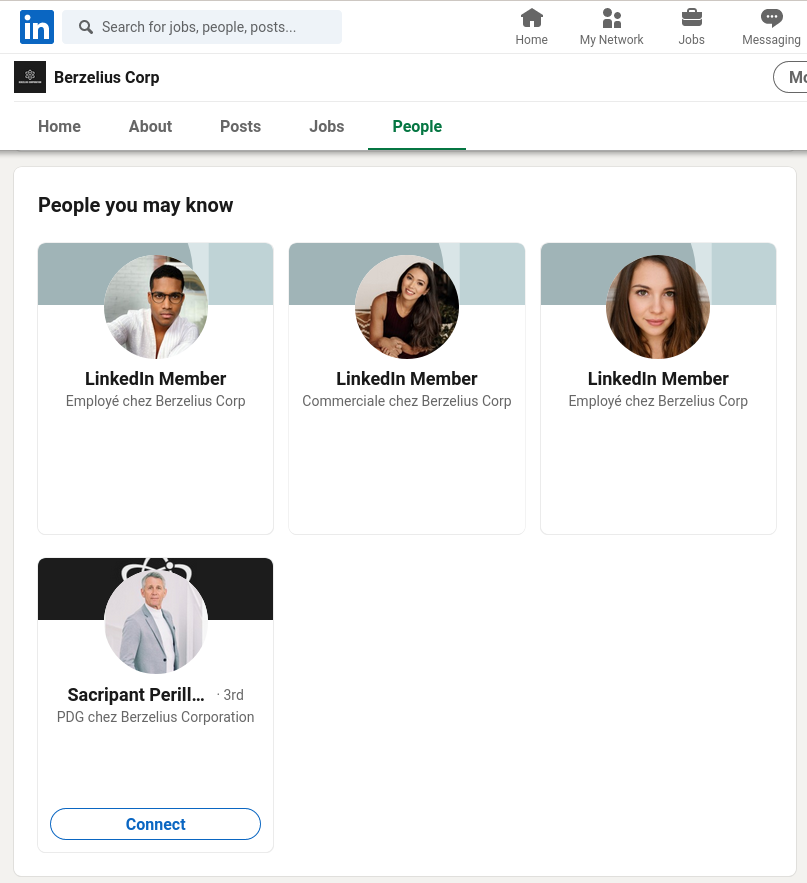 in
Search for jobs, people, posts...
Home
My Network
Jobs
Messaging
Berzelius Corp
Mo
Home
About
Posts
Jobs
People
People you may know
LinkedIn Member
Employé chez Berzelius Corp
LinkedIn Member
Commerciale chez Berzelius Corp
LinkedIn Member
Employé chez Berzelius Corp
Sacripant Perill... · 3rd
PDG chez Berzelius Corporation
Connect